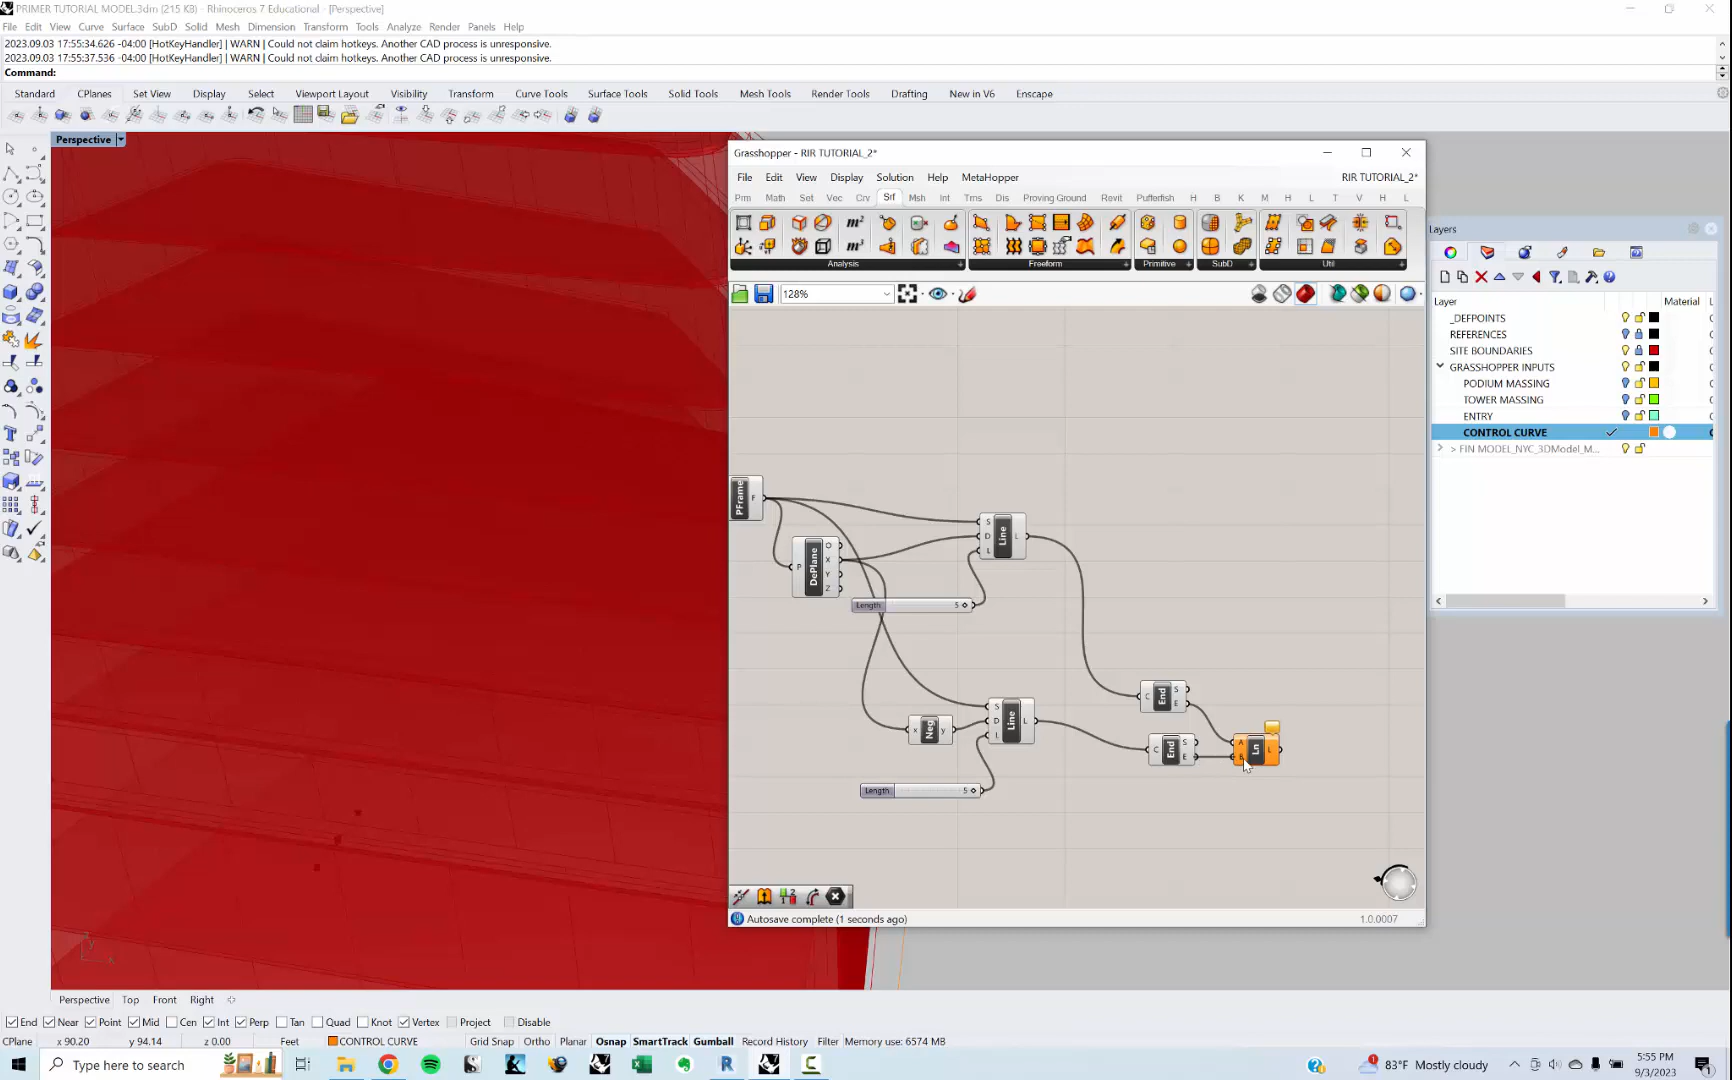 PRIMER TUTORIAL MODEL.3dm (215 KB) - Rhinoceros 7 Educational - [Perspective]
File Edit View Curve Surface SubD Solid Mesh Dimension Transform Tools Analyze Render Panels Help
2023.09.03 17:55:34.626 -04:00 [HotKeyHandler] | WARN | Could not claim hotkeys. Another CAD process is unresponsive.
2023.09.03 17:55:37.536 -04:00 [HotKeyHandler] | WARN | Could not claim hotkeys. Another CAD process is unresponsive.
Command:
Standard CPlanes Set View Display Select Viewport Layout Visibility Transform Curve Tools Surface Tools Solid Tools Mesh Tools Render Tools Drafting New in V6 Enscape
Perspective
Grasshopper - RIR TUTORIAL_2*
File Edit View Display Solution Help MetaHopper RIR TUTORIAL_2*
Prm Math Set Vec Crv Srf Msh Int Trns Dis Proving Ground Revit Pufferfish H B K M H L T V H L
m²
m³
Analysis Freeform Primitive SubD Util
128%
PFrame F
S D L Line L
P DePlane O X Y Z
Length 5
C End S E
x Neg y
S D L Line L
C End S E
A B Ln L
Length 5
Autosave complete (1 seconds ago) 1.0.0007
Layers
Layer Material L
_DEFPOINTS
REFERENCES
SITE BOUNDARIES
GRASSHOPPER INPUTS
PODIUM MASSING
TOWER MASSING
ENTRY
CONTROL CURVE
> FIN MODEL_NYC_3DModel_M...
y x
Perspective Top Front Right
End Near Point Mid Cen Int Perp Tan Quad Knot Vertex Project Disable
CPlane x 90.20 y 94.14 z 0.00 Feet CONTROL CURVE Grid Snap Ortho Planar Osnap SmartTrack Gumball Record History Filter Memory use: 6574 MB
Type here to search
83°F Mostly cloudy
5:55 PM
9/3/2023